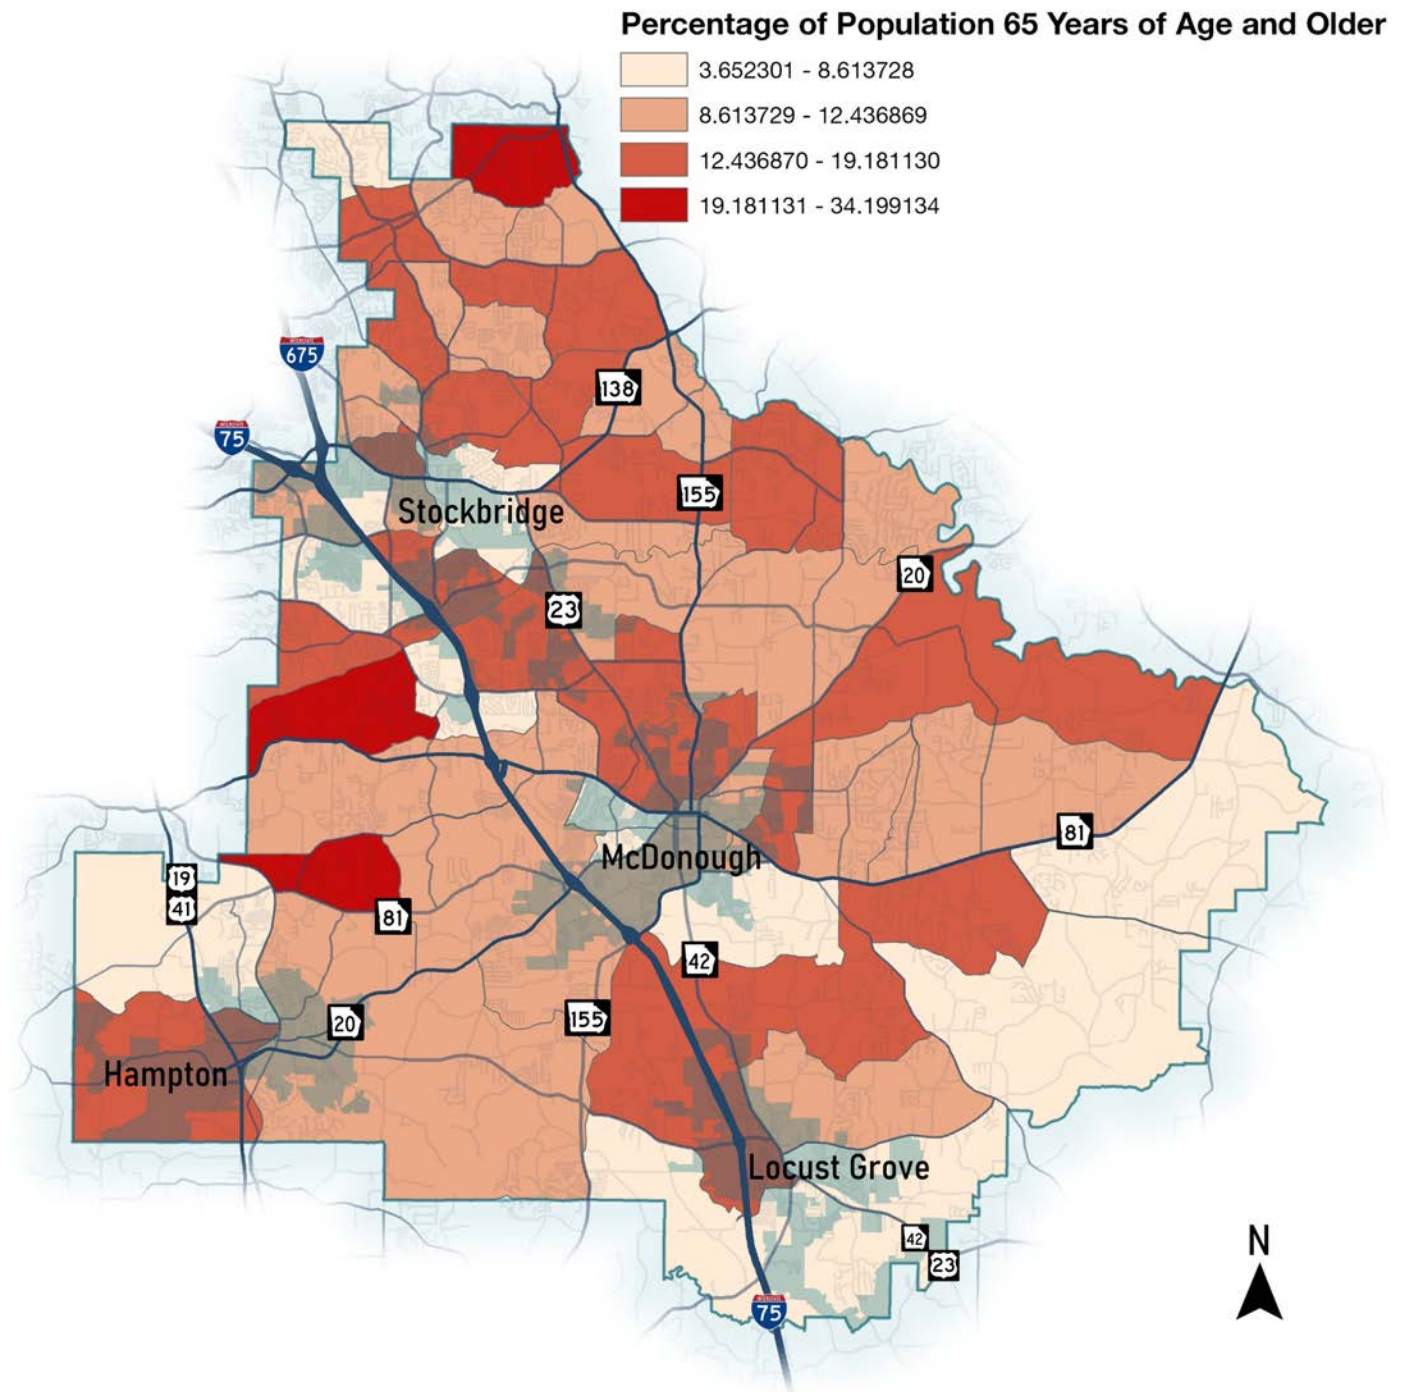 Percentage of Population 65 Years of Age and Older
3.652301 - 8.613728
8.613729 - 12.436869
12.436870 - 19.181130
19.181131 - 34.199134
675
138
75
155
Stockbridge
20
23
81
McDonough
19
41
81
42
20
155
Hampton
Locust Grove
42
23
N
75